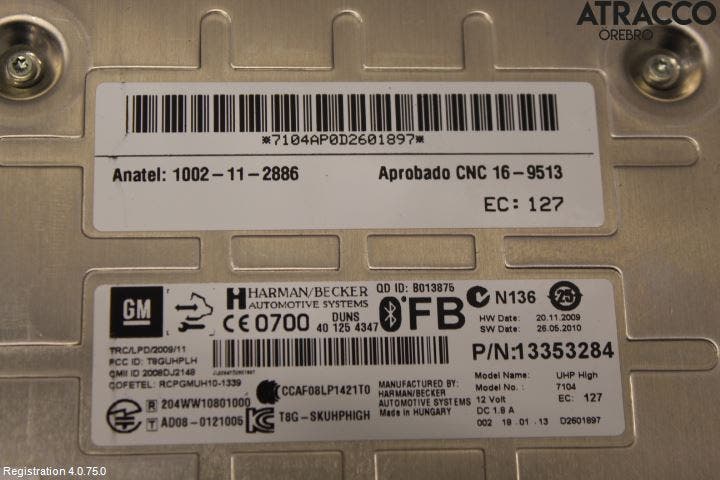 ATRACCO
ÖREBRO
*7104AP0D2601897*
Anatel: 1002-11-2886 Aprobado CNC 16-9513
EC: 127
GM
HARMAN/BECKER
AUTOMOTIVE SYSTEMS
QD ID: B013875
N136
25
CE 0700
DUNS
40 125 4347
FB
HW Date: 20.11.2009
SW Date: 26.05.2010
TRC/LPD/2009/11
FCC ID: T8GUHPLH
CMII ID 2008DJ2148
COFETEL: RCPGMUH10-1339
P/N:13353284
CCAF08LP1421T0
MANUFACTURED BY:
HARMAN/BECKER
AUTOMOTIVE SYSTEMS
Made in HUNGARY
Model Name: UHP High
Model No.: 7104
12 Volt EC: 127
DC 1.8 A
002 18 01 13 D2601897
R 204WW10801000
T AD08-0121005
T8G-SKUHPHIGH
Registration 4.0.75.0